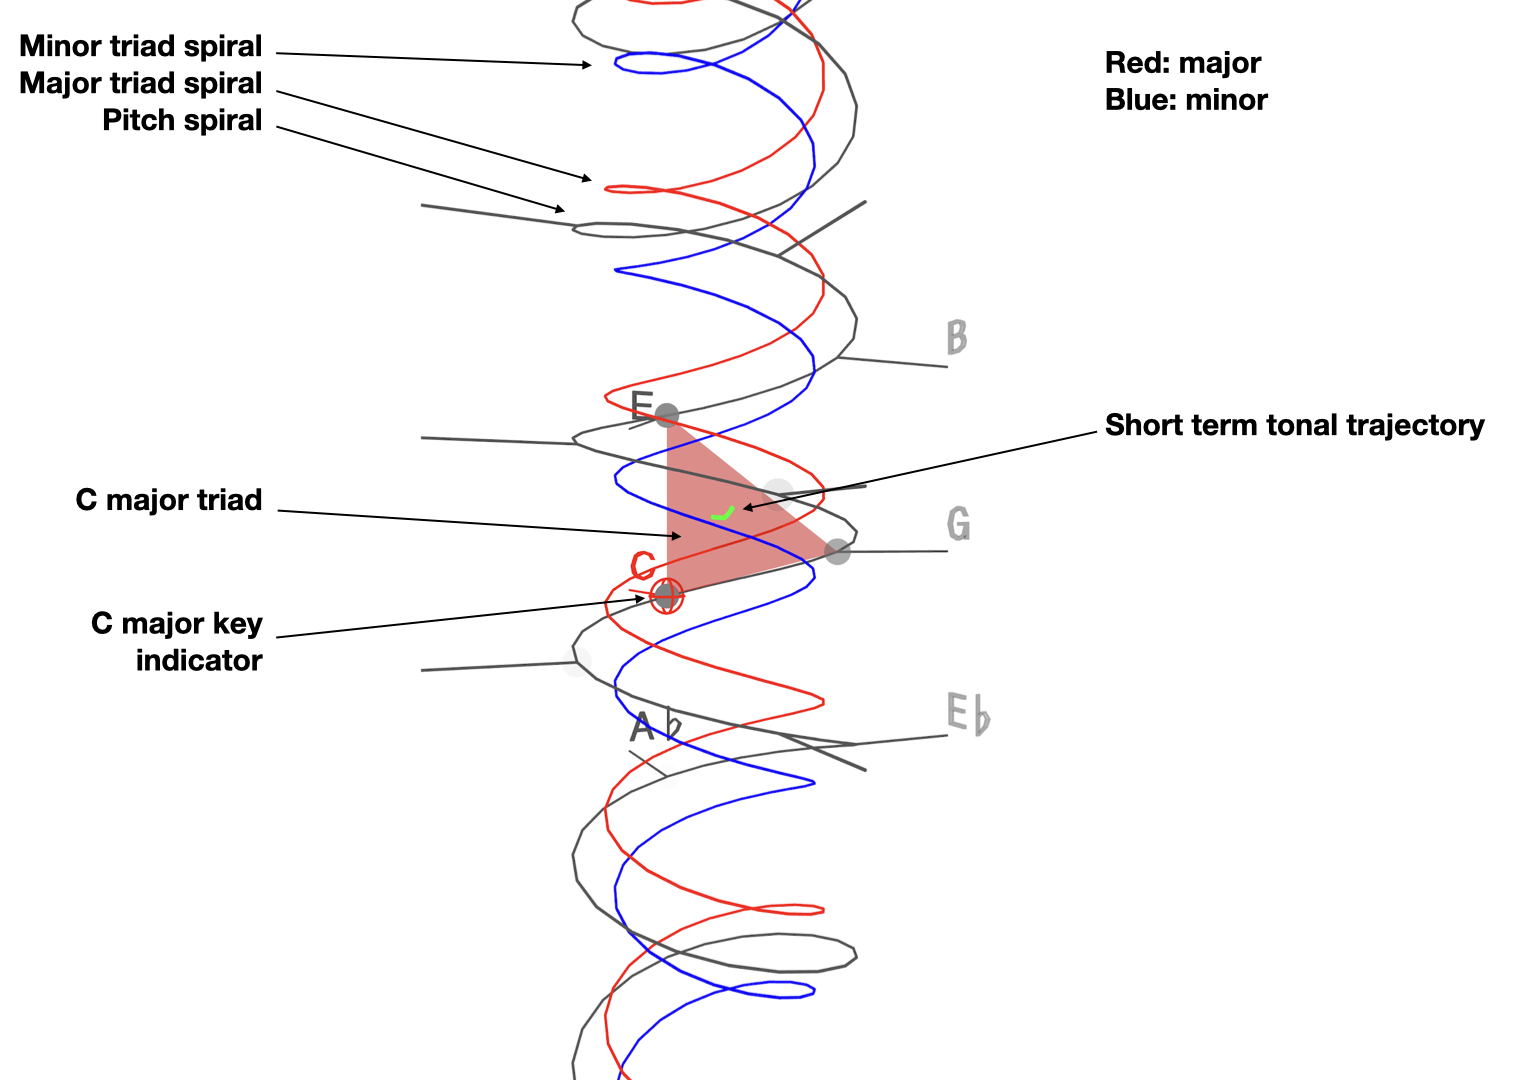 Minor triad spiral
Major triad spiral
Pitch spiral
Red: major
Blue: minor
B
E
Short term tonal trajectory
C major triad
G
C
C major key
indicator
E♭
A♭